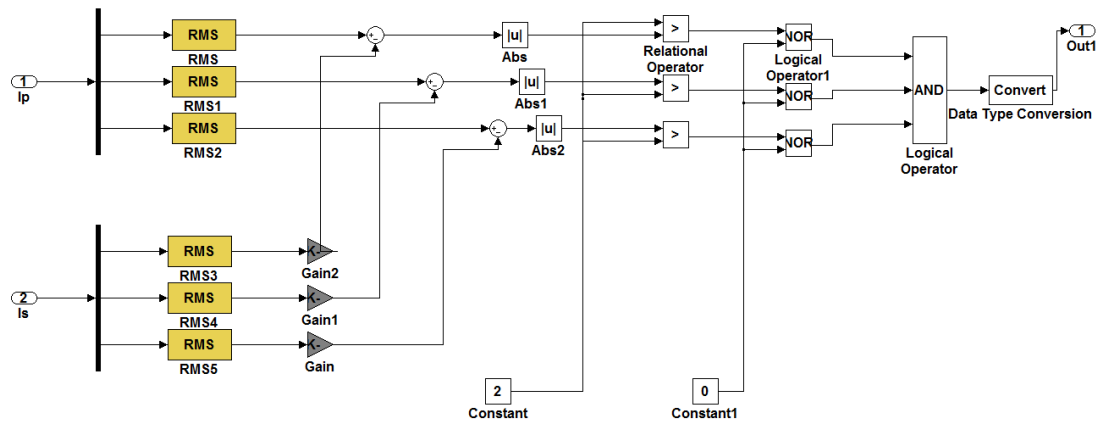 RMS
RMS
1
Ip
RMS
RMS1
RMS
RMS2
+
-
|u|
Abs
+
-
|u|
Abs1
+
-
|u|
Abs2
>
Relational
Operator
>
>
NOR
Logical
Operator1
NOR
NOR
AND
Logical
Operator
Convert
Data Type Conversion
1
Out1
RMS
RMS3
K-
Gain2
2
Is
RMS
RMS4
K-
Gain1
RMS
RMS5
K-
Gain
2
Constant
0
Constant1